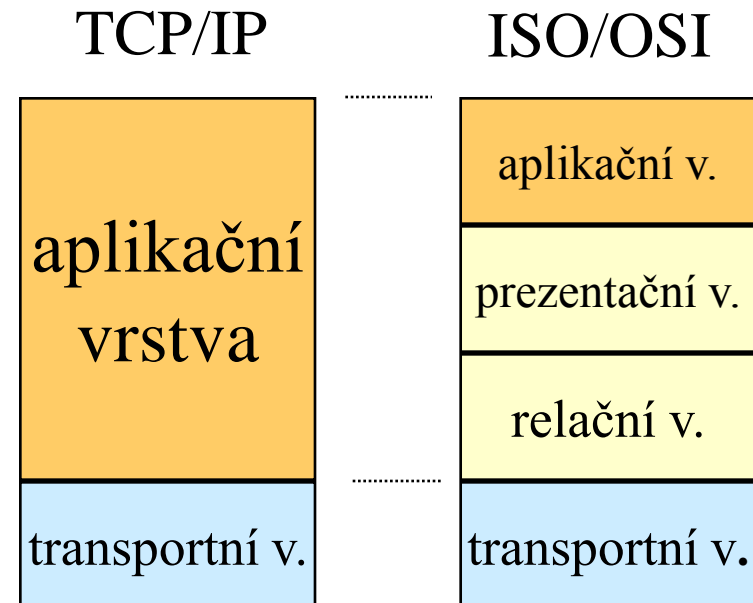 TCP/IP
ISO/OSI
aplikační
vrstva
transportní v.
aplikační v.
prezentační v.
relační v.
transportní v.